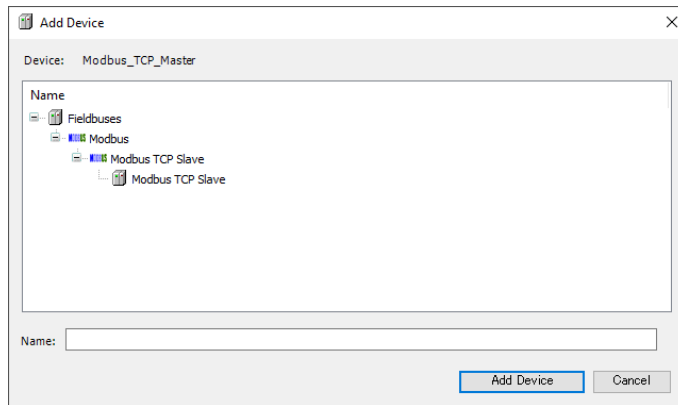 Add Device
Device: Modbus_TCP_Master
Name
Fieldbuses
Modbus
Modbus TCP Slave
Modbus TCP Slave
Name:
Add Device Cancel